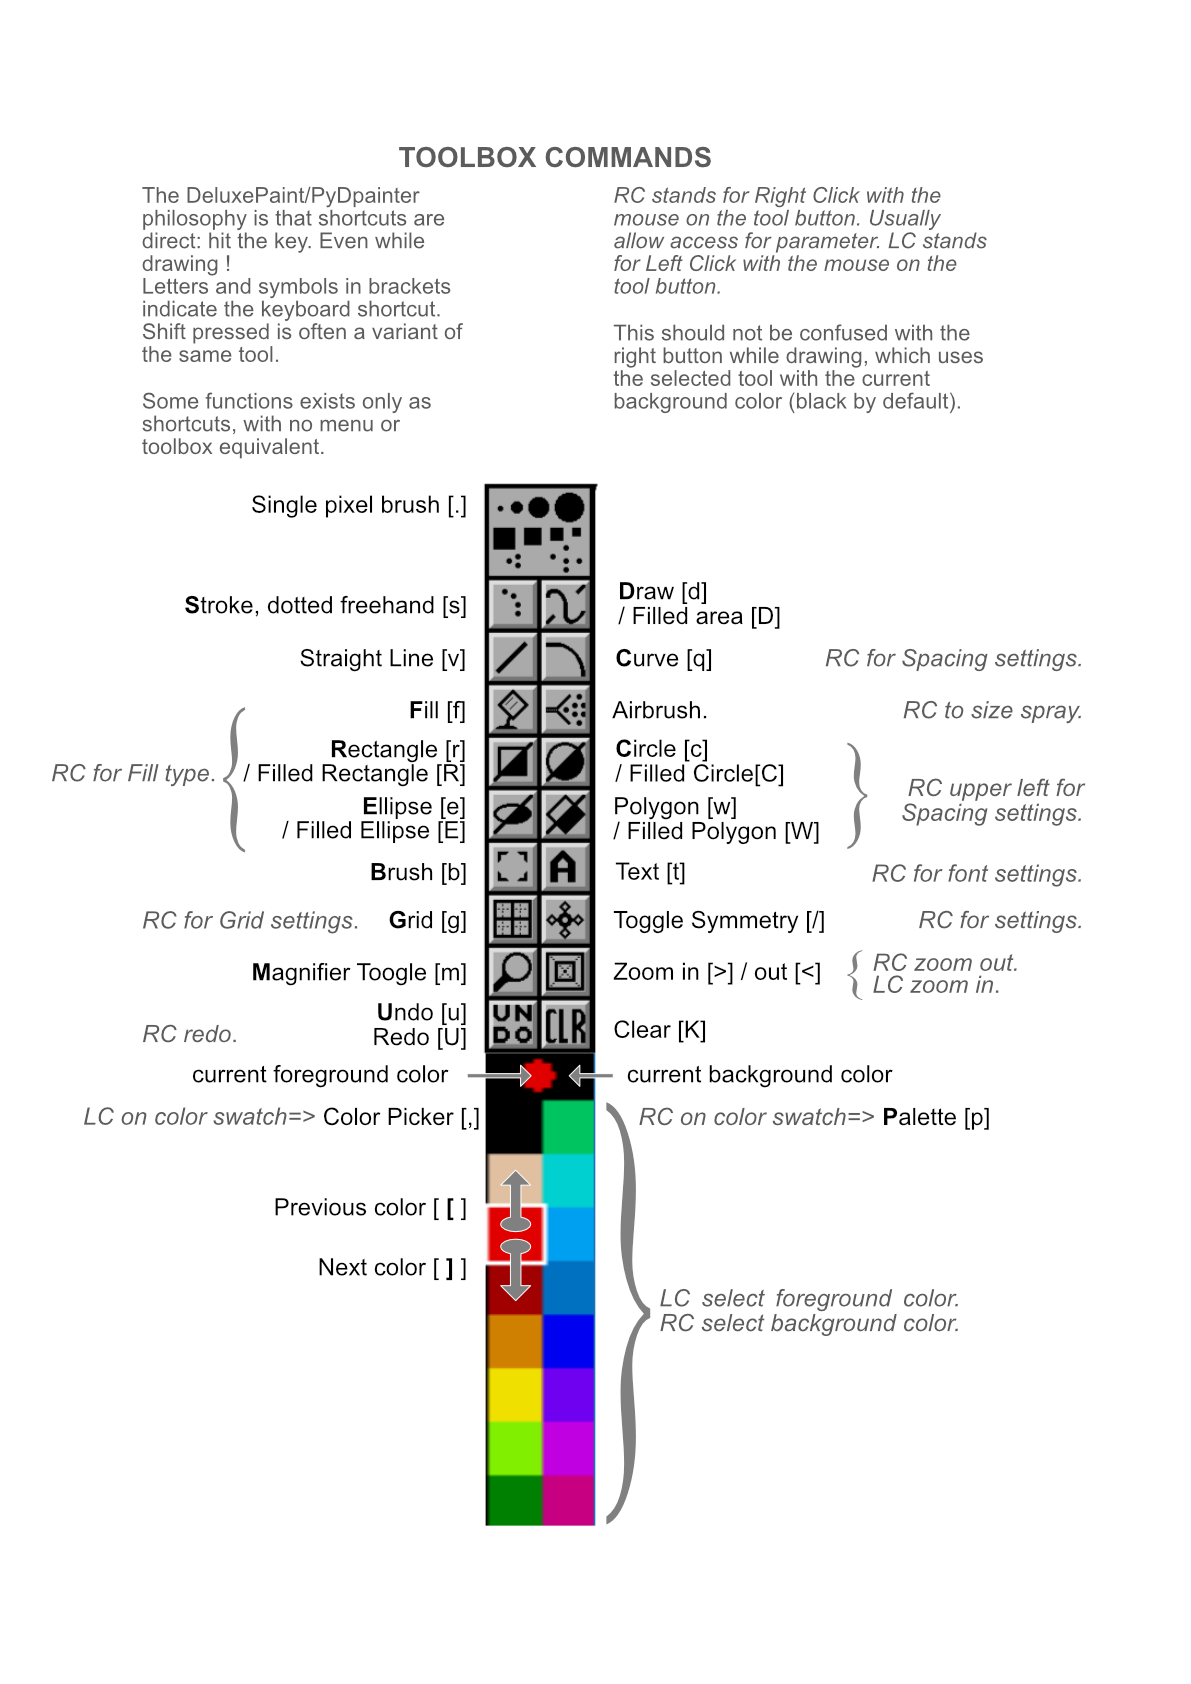 TOOLBOX COMMANDS
The DeluxePaint/PyDpainter
philosophy is that shortcuts are
direct: hit the key. Even while
drawing !
Letters and symbols in brackets
indicate the keyboard shortcut.
Shift pressed is often a variant of
the same tool.
Some functions exists only as
shortcuts, with no menu or
toolbox equivalent.
RC stands for Right Click with the
mouse on the tool button. Usually
allow access for parameter. LC stands
for Left Click with the mouse on the
tool button.
This should not be confused with the
right button while drawing, which uses
the selected tool with the current
background color (black by default).
Single pixel brush [.]
Stroke, dotted freehand [s]
Draw [d]
/ Filled area [D]
Straight Line [v]
Curve [q]
RC for Spacing settings.
Fill [f]
Airbrush.
RC to size spray.
RC for Fill type.
Rectangle [r]
/ Filled Rectangle [R]
Circle [c]
/ Filled Circle[C]
RC upper left for
Spacing settings.
Ellipse [e]
/ Filled Ellipse [E]
Polygon [w]
/ Filled Polygon [W]
Brush [b]
A
Text [t]
RC for font settings.
RC for Grid settings.
Grid [g]
Toggle Symmetry [/]
RC for settings.
Magnifier Toogle [m]
Zoom in [>] / out [<]
RC zoom out.
LC zoom in.
RC redo.
Undo [u]
Redo [U]
UN
DO
CLR
Clear [K]
current foreground color
current background color
LC on color swatch=> Color Picker [,]
RC on color swatch=> Palette [p]
Previous color [ [ ]
Next color [ ] ]
LC select foreground color.
RC select background color.